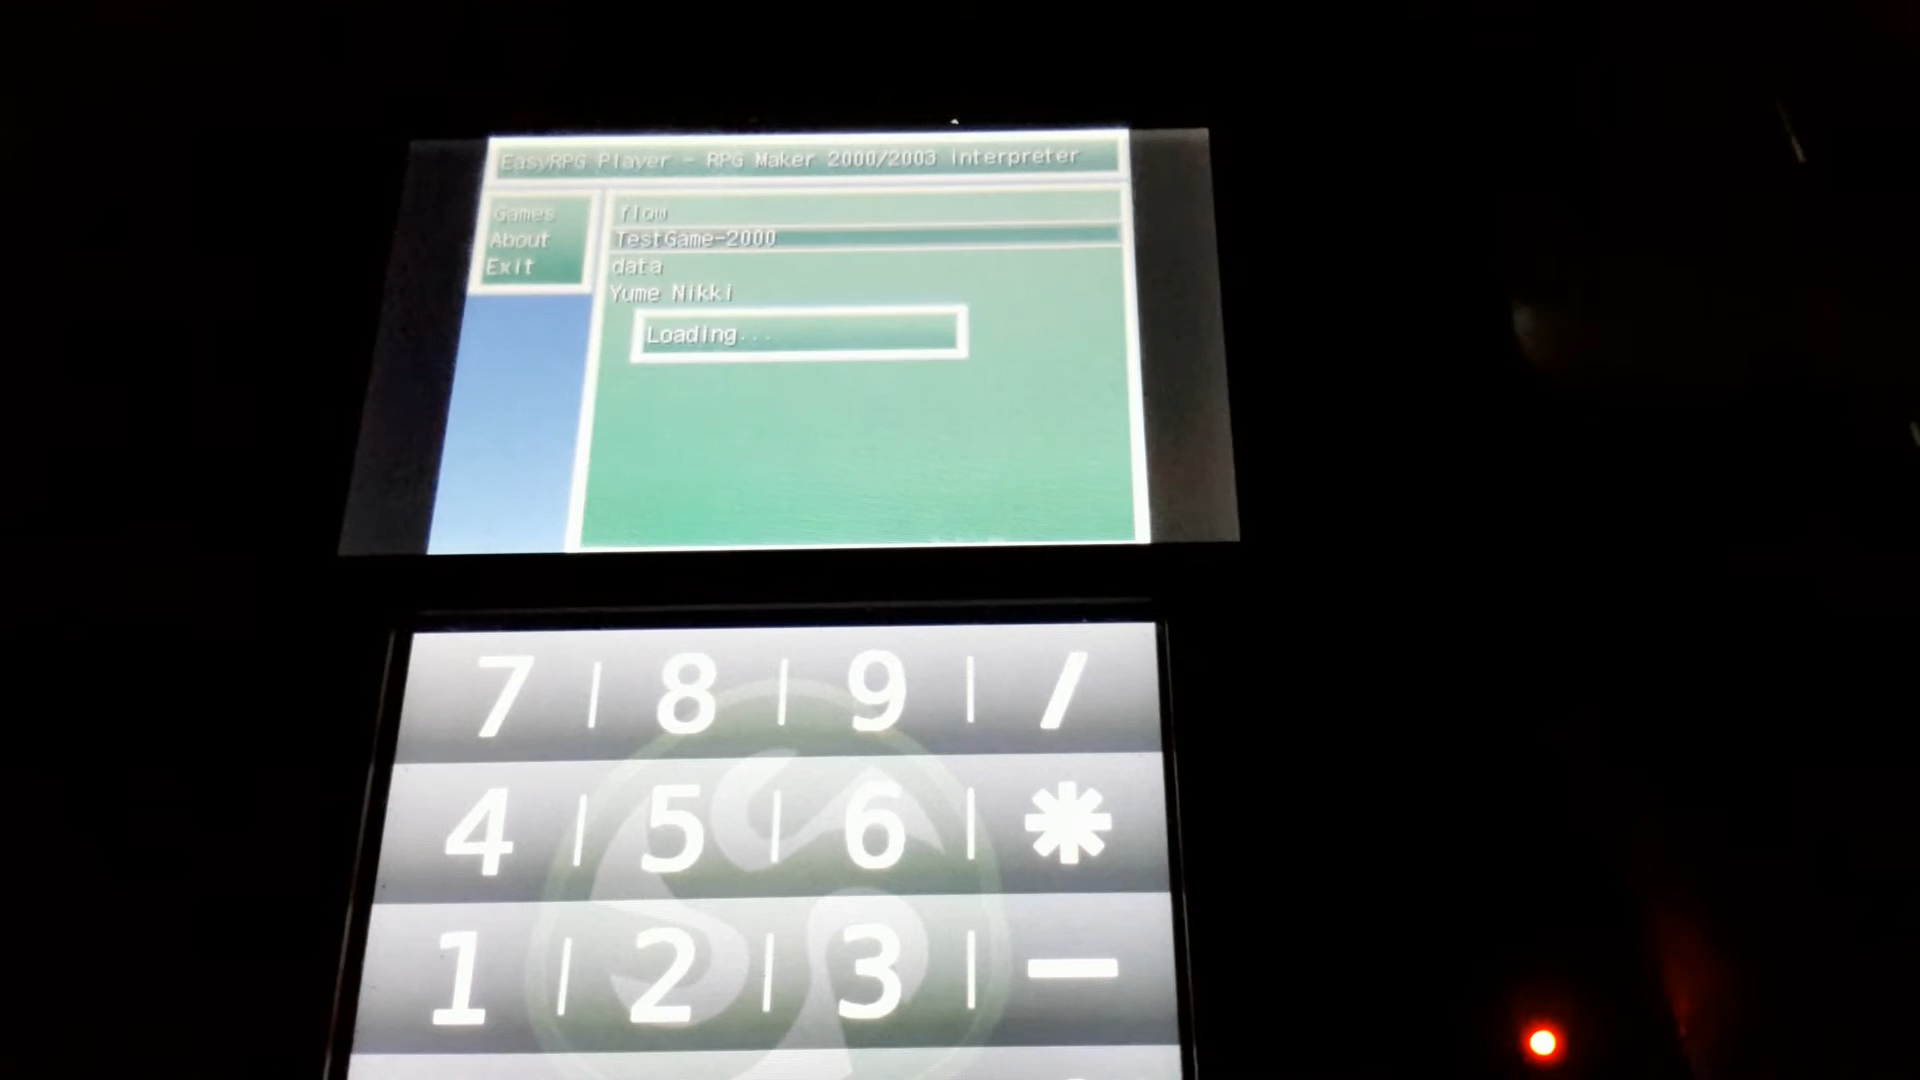 EasyRPG Player - RPG Maker 2000/2003 interpreter
Games
About
Exit
flow
TestGame-2000
data
Yume Nikki
Loading...
7 | 8 | 9 | /
4 | 5 | 6 | *
1 | 2 | 3 | -